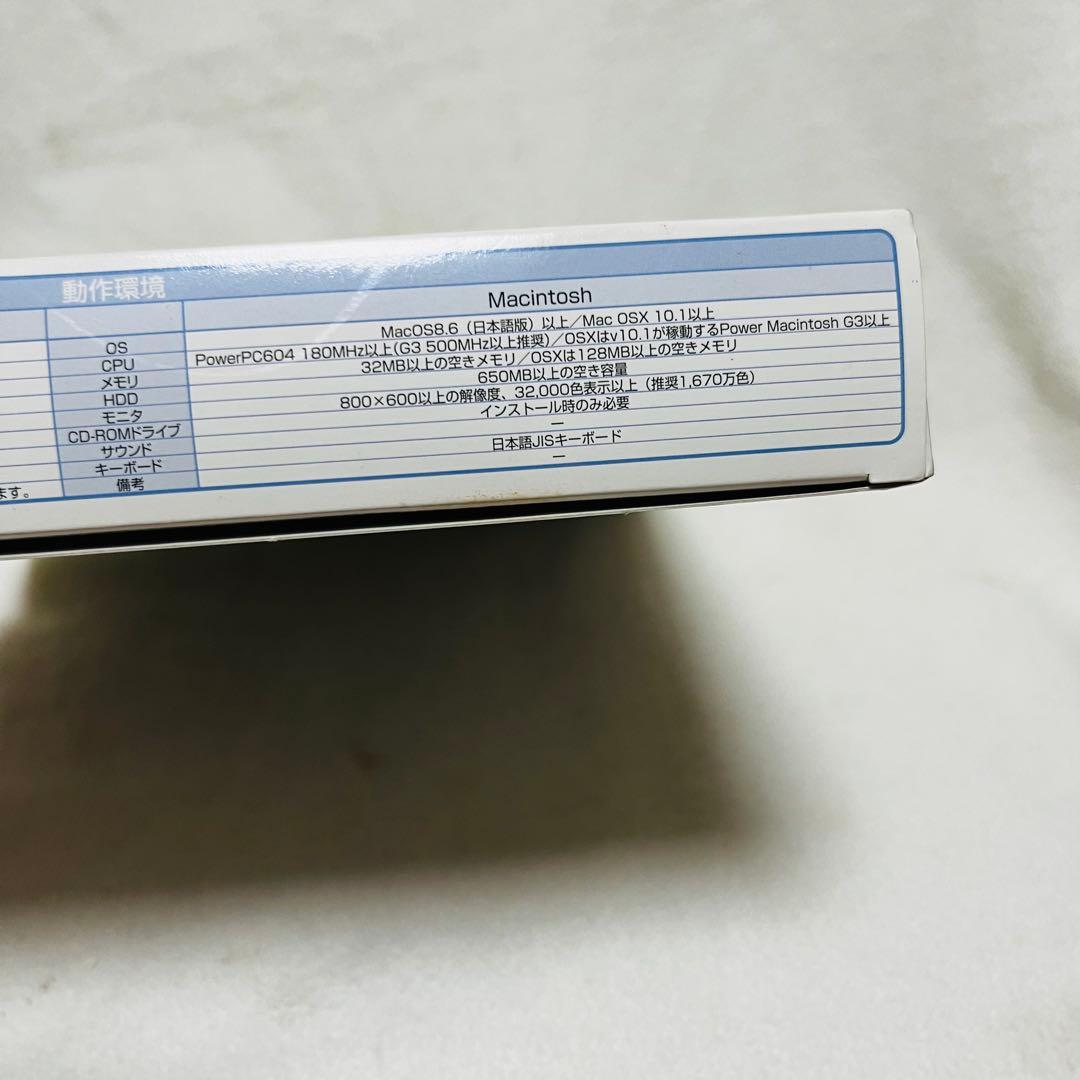 動作環境
Macintosh
OS MacOS8.6（日本語版）以上／Mac OSX 10.1以上
CPU PowerPC604 180MHz以上（G3 500MHz以上推奨）／OSXはv10.1が稼動するPower Macintosh G3以上
メモリ 32MB以上の空きメモリ／OSXは128MB以上の空きメモリ
HDD 650MB以上の空き容量
モニタ 800×600以上の解像度、32,000色表示以上（推奨1,670万色）
CD-ROMドライブ インストール時のみ必要
サウンド ー
キーボード 日本語JISキーボード
ます。 備考 ー